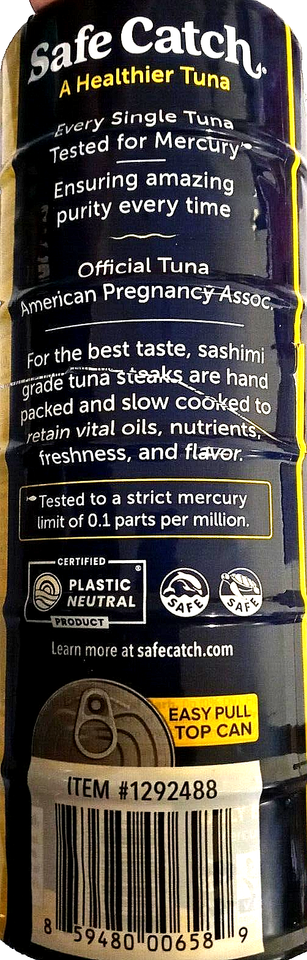 Safe Catch
A Healthier Tuna
Every Single Tuna
Tested for Mercury
Ensuring amazing
purity every time
Official Tuna
American Pregnancy Assoc.
For the best taste, sashimi
grade tuna steaks are hand
packed and slow cooked to
retain vital oils, nutrients,
freshness, and flavor.
Tested to a strict mercury
limit of 0.1 parts per million.
CERTIFIED
PLASTIC
NEUTRAL
PRODUCT
SAFE SAFE
Learn more at safecatch.com
EASY PULL
TOP CAN
ITEM #1292488
8 59480 00658 9